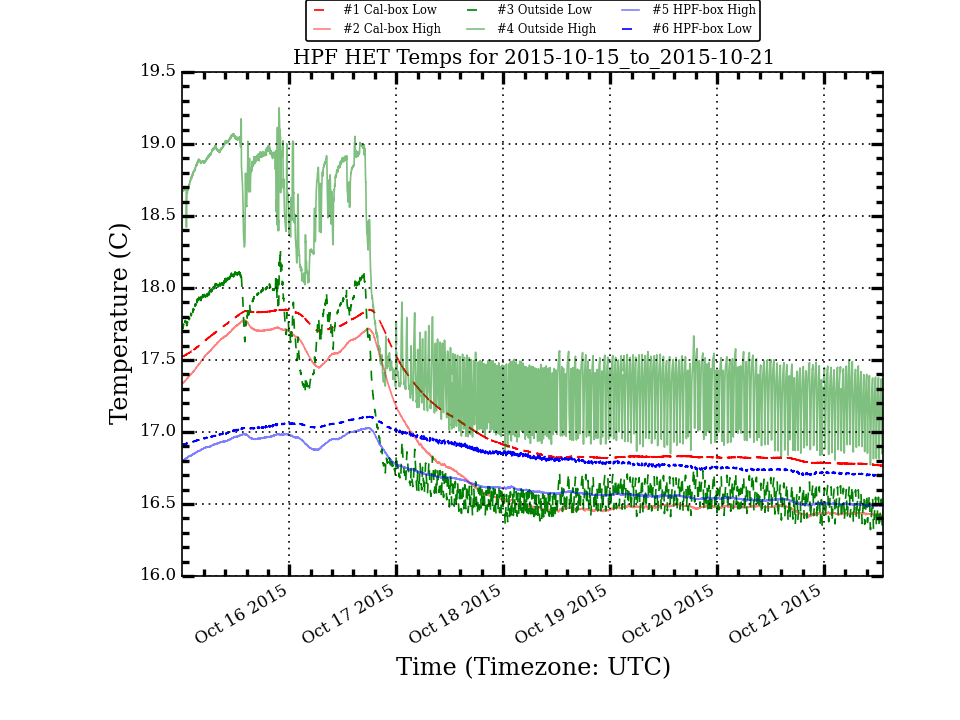 #1 Cal-box Low #3 Outside Low #5 HPF-box High
#2 Cal-box High #4 Outside High #6 HPF-box Low
HPF HET Temps for 2015-10-15_to_2015-10-21
19.5
19.0
18.5
18.0
17.5
17.0
16.5
16.0
Temperature (C)
Oct 16 2015 Oct 17 2015 Oct 18 2015 Oct 19 2015 Oct 20 2015 Oct 21 2015
Time (Timezone: UTC)